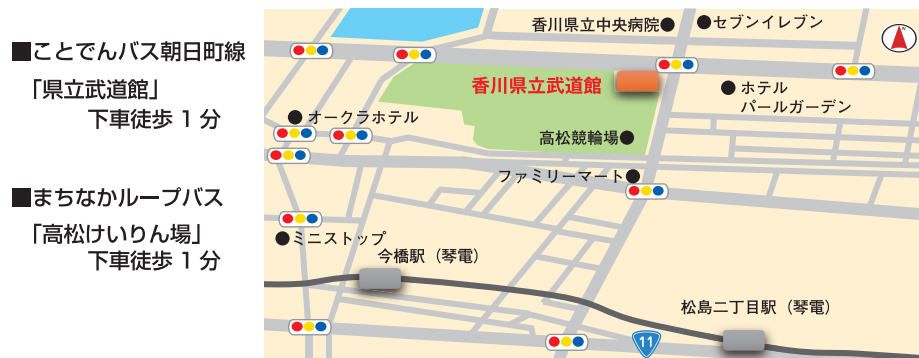 ■ことでんバス朝日町線
「県立武道館」
下車徒歩 1 分
■まちなかループバス
「高松けいりん場」
下車徒歩 1 分
香川県立中央病院
セブンイレブン
香川県立武道館
ホテル
パールガーデン
オークラホテル
高松競輪場
ファミリーマート
ミニストップ
今橋駅（琴電）
松島二丁目駅（琴電）
11